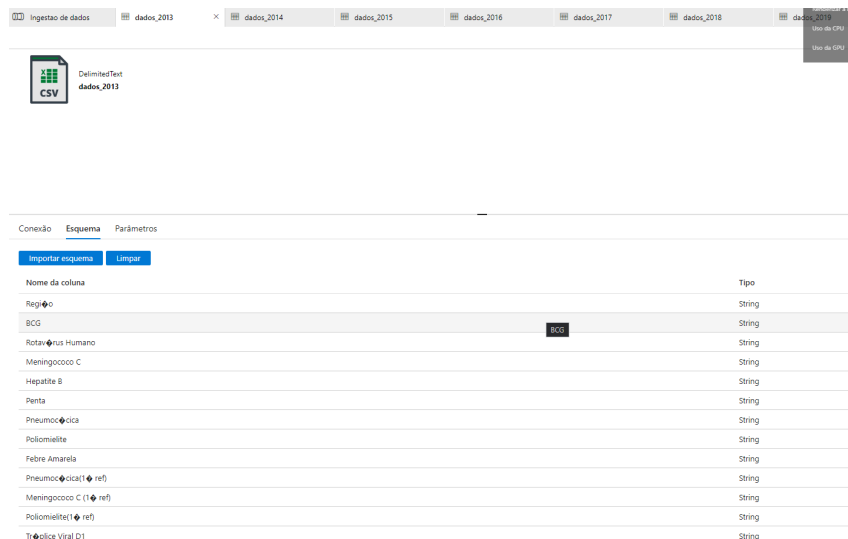 Ingestao de dados dados_2013 × dados_2014 dados_2015 dados_2016 dados_2017 dados_2018 dados_2019
Uso da CPU
Uso da GPU
DelimitedText
CSV dados_2013
Conexão Esquema Parâmetros
Importar esquema Limpar
Nome da coluna Tipo
Regi�o String
BCG BCG String
Rotav�rus Humano String
Meningococo C String
Hepatite B String
Penta String
Pneumoc�cica String
Poliomielite String
Febre Amarela String
Pneumoc�cica(1� ref) String
Meningococo C (1� ref) String
Poliomielite(1� ref) String
Tr�plice Viral D1 String